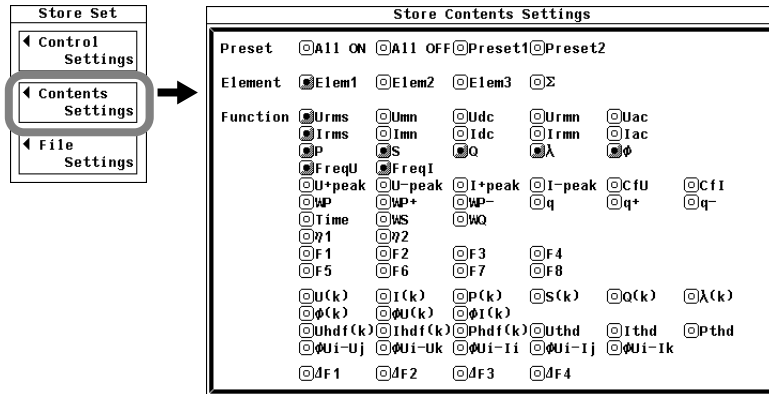 Store Set
Control
Settings
Contents
Settings
File
Settings
Store Contents Settings
Preset All ON All OFF Preset1 Preset2
Element Elem1 Elem2 Elem3 Σ
Function Urms Umn Udc Urmn Uac
Irms Imn Idc Irmn Iac
P S Q λ ϕ
FreqU FreqI
U+peak U-peak I+peak I-peak CfU CfI
WP WP+ WP- q q+ q-
Time WS WQ
η1 η2
F1 F2 F3 F4
F5 F6 F7 F8
U(k) I(k) P(k) S(k) Q(k) λ(k)
ϕ(k) ϕU(k) ϕI(k)
Uhdf(k) Ihdf(k) Phdf(k) Uthd Ithd Pthd
ϕUi-Uj ϕUi-Uk ϕUi-Ii ϕUi-Ij ϕUi-Ik
ΔF1 ΔF2 ΔF3 ΔF4